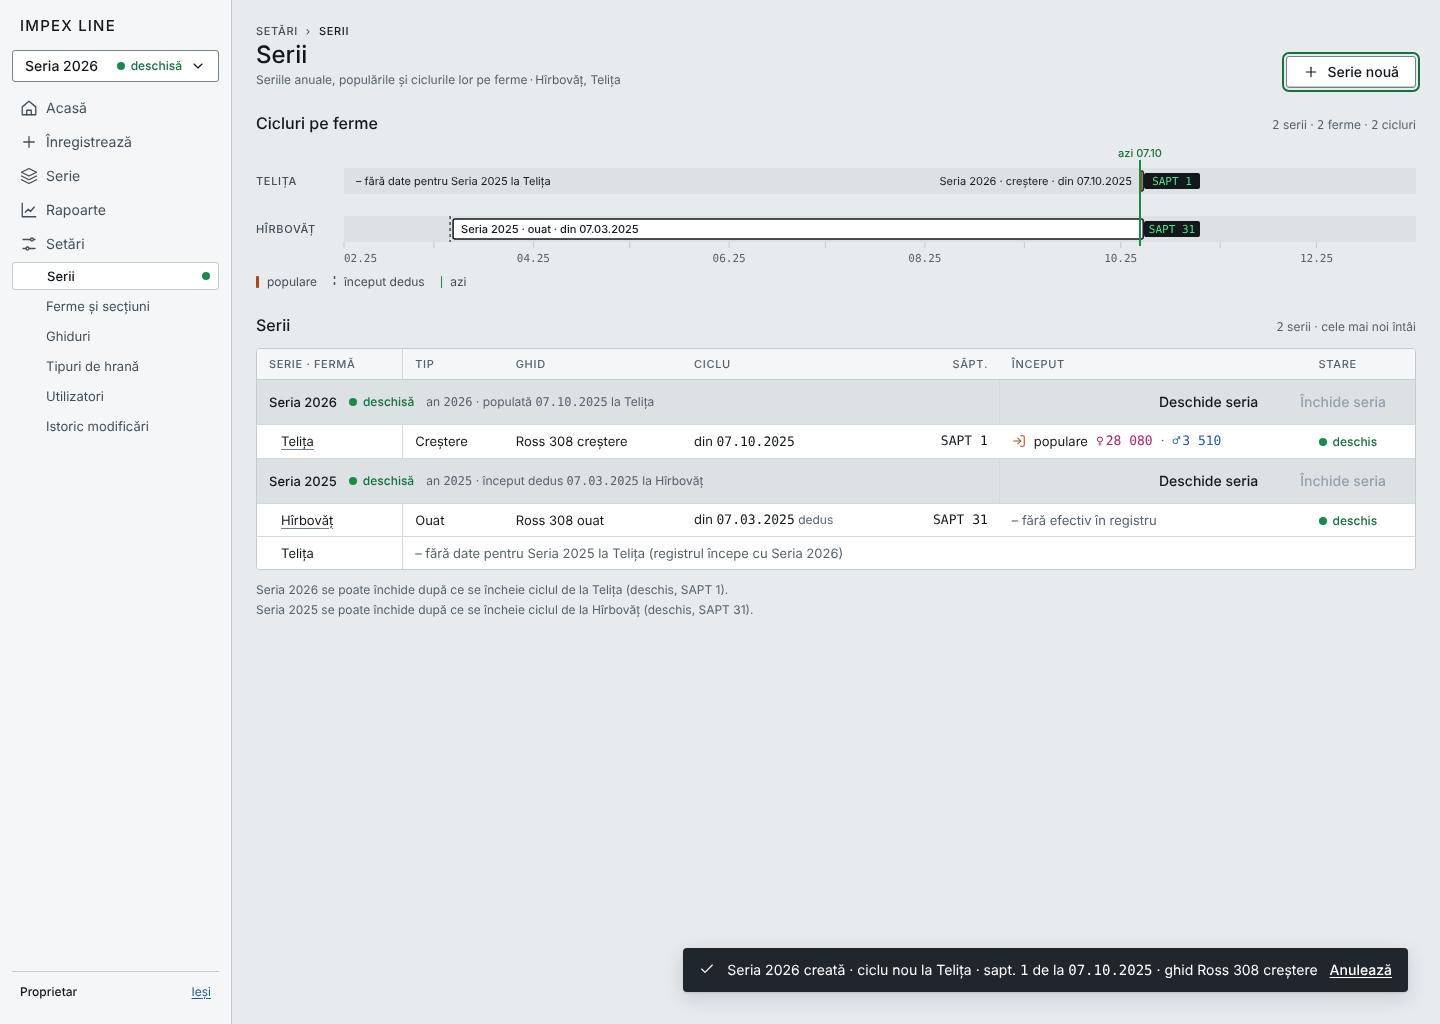 IMPEX LINE
Seria 2026 deschisă
Acasă
Înregistrează
Serie
Rapoarte
Setări
Serii
Ferme și secțiuni
Ghiduri
Tipuri de hrană
Utilizatori
Istoric modificări
Proprietar Ieși
SETĂRI › SERII
Serii
Seriile anuale, populările și ciclurile lor pe ferme · Hîrbovăț, Telița
+ Serie nouă
Cicluri pe ferme
2 serii · 2 ferme · 2 cicluri
azi 07.10
TELIȚA – fără date pentru Seria 2025 la Telița Seria 2026 · creștere · din 07.10.2025 SAPT 1
HÎRBOVĂȚ Seria 2025 · ouat · din 07.03.2025 SAPT 31
02.25 04.25 06.25 08.25 10.25 12.25
populare început dedus azi
Serii
2 serii · cele mai noi întâi
SERIE · FERMĂ TIP GHID CICLU SĂPT. ÎNCEPUT STARE
Seria 2026 deschisă an 2026 · populată 07.10.2025 la Telița Deschide seria Închide seria
Telița Creștere Ross 308 creștere din 07.10.2025 SAPT 1 populare ♀28 080 · ♂3 510 deschis
Seria 2025 deschisă an 2025 · început dedus 07.03.2025 la Hîrbovăț Deschide seria Închide seria
Hîrbovăț Ouat Ross 308 ouat din 07.03.2025 dedus SAPT 31 – fără efectiv în registru deschis
Telița – fără date pentru Seria 2025 la Telița (registrul începe cu Seria 2026)
Seria 2026 se poate închide după ce se încheie ciclul de la Telița (deschis, SAPT 1).
Seria 2025 se poate închide după ce se încheie ciclul de la Hîrbovăț (deschis, SAPT 31).
Seria 2026 creată · ciclu nou la Telița · sapt. 1 de la 07.10.2025 · ghid Ross 308 creștere Anulează